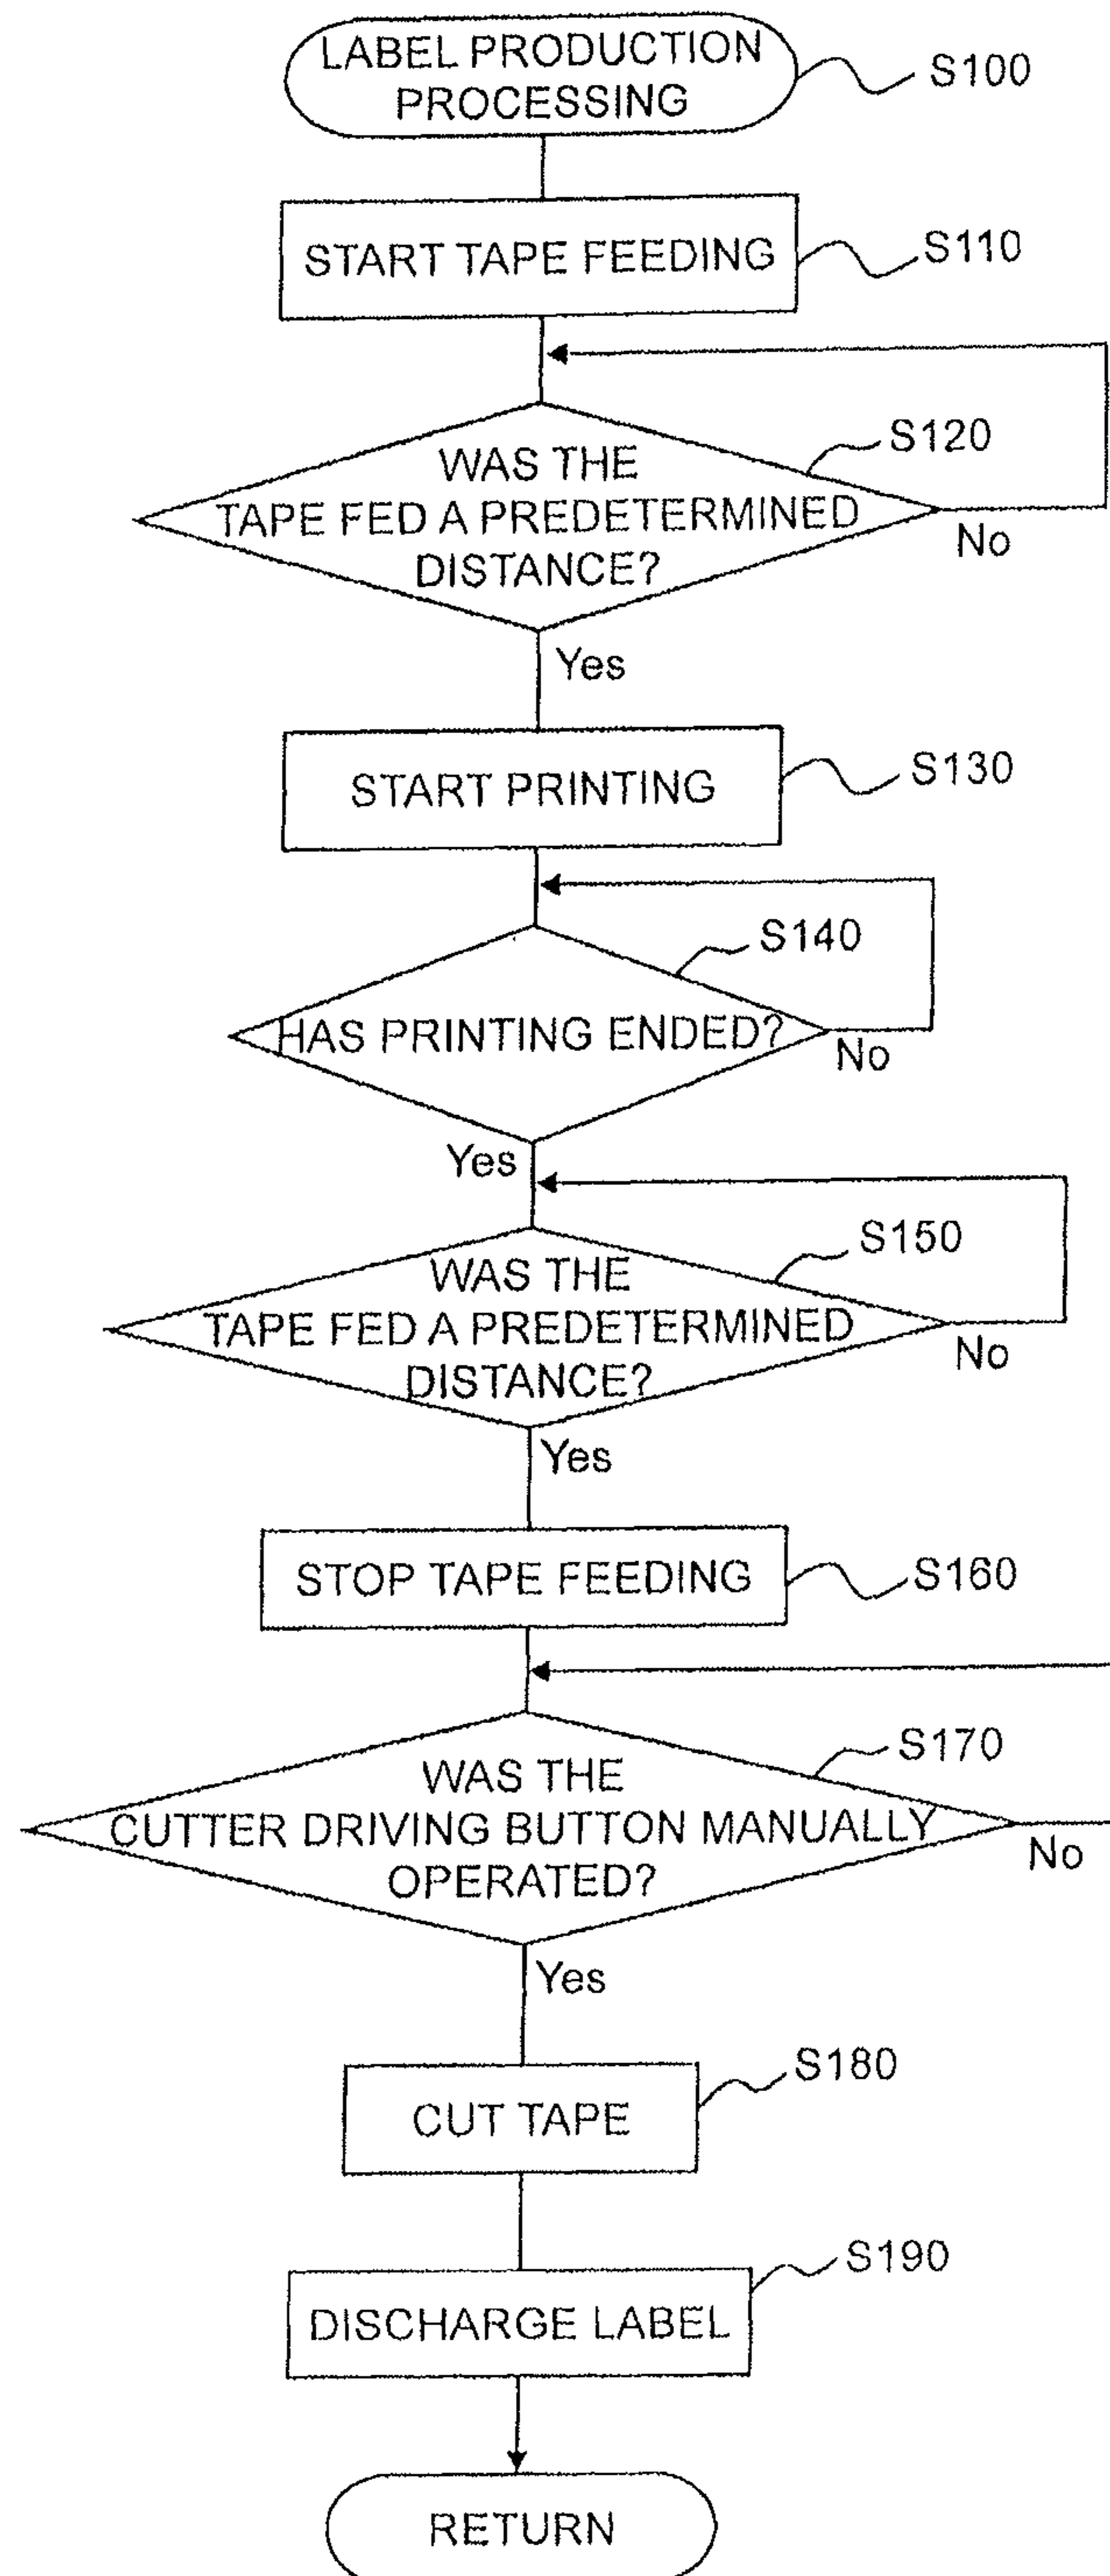 LABEL PRODUCTION
PROCESSING
S100
START TAPE FEEDING
S110
S120
WAS THE
TAPE FED A PREDETERMINED
DISTANCE?
No
Yes
START PRINTING
S130
S140
HAS PRINTING ENDED?
No
Yes
S150
WAS THE
TAPE FED A PREDETERMINED
DISTANCE?
No
Yes
STOP TAPE FEEDING
S160
S170
WAS THE
CUTTER DRIVING BUTTON MANUALLY
OPERATED?
No
Yes
S180
CUT TAPE
S190
DISCHARGE LABEL
RETURN